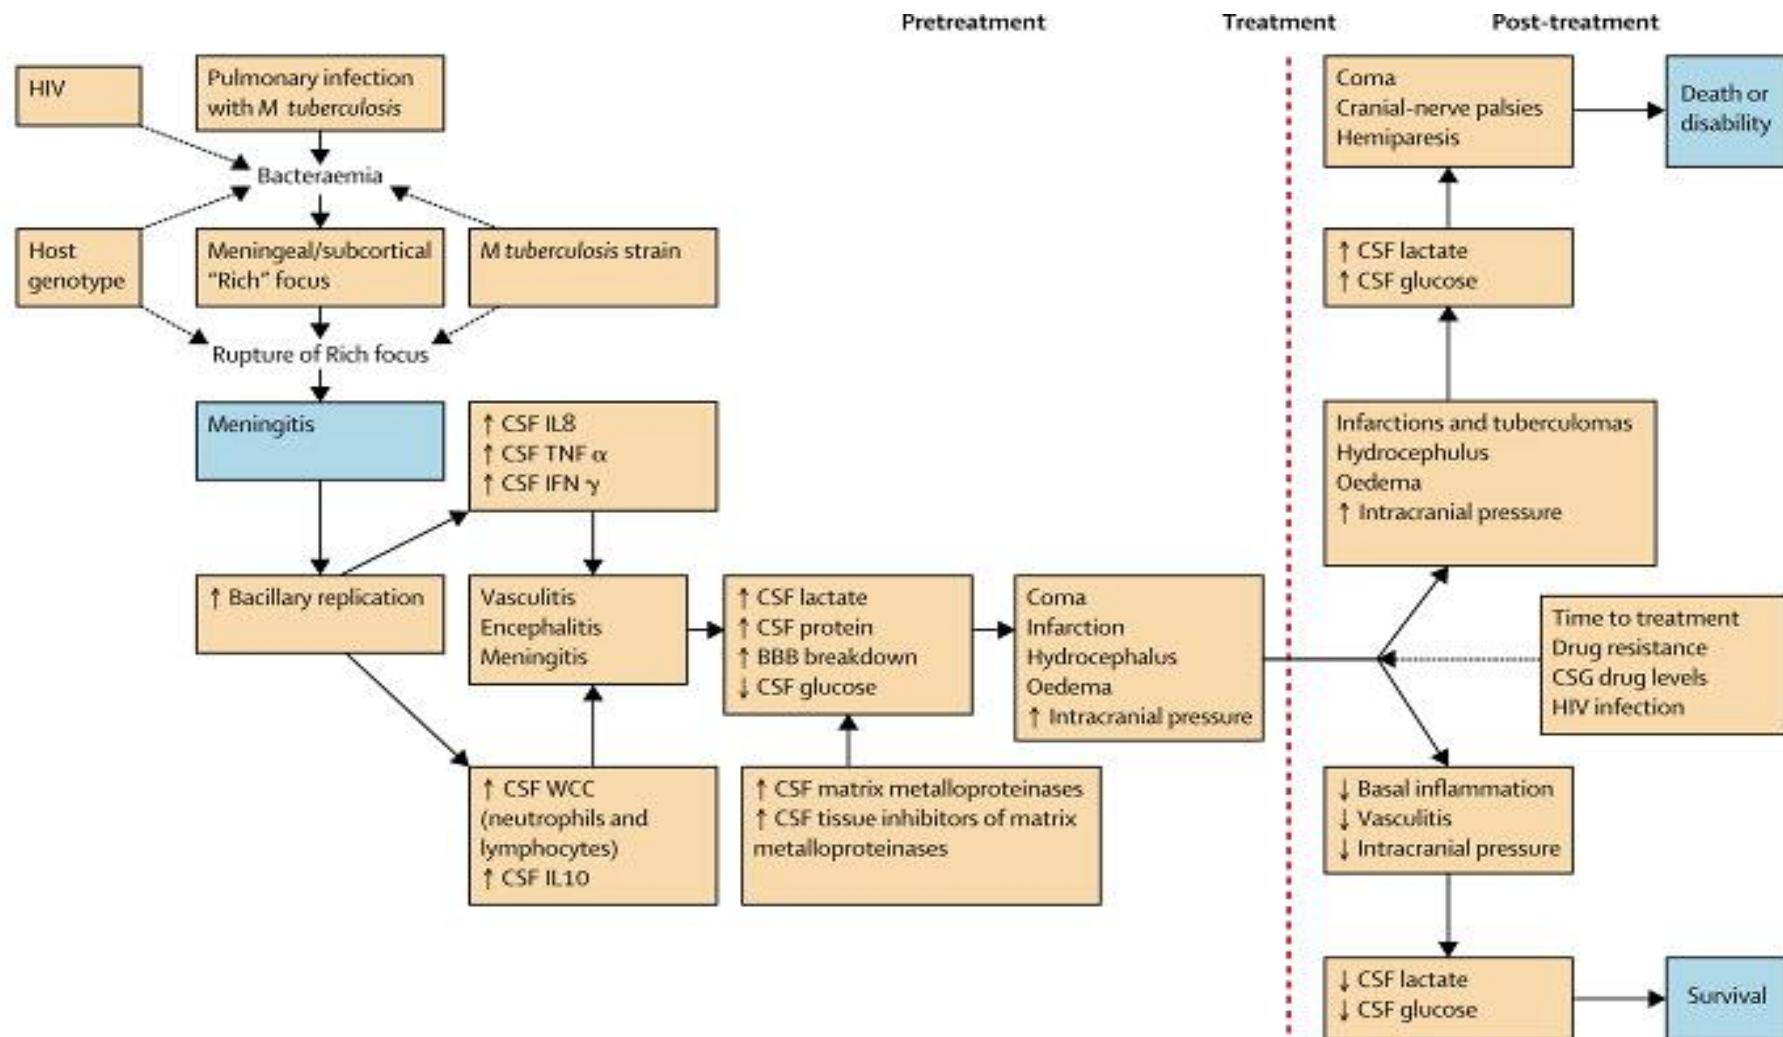 Pretreatment
Treatment
Post-treatment
HIV
Pulmonary infection
with M tuberculosis
Bacteraemia
Host
genotype
Meningeal/subcortical
"Rich" focus
M tuberculosis strain
Rupture of Rich focus
Meningitis
↑ CSF IL8
↑ CSF TNF α
↑ CSF IFN γ
↑ Bacillary replication
Vasculitis
Encephalitis
Meningitis
↑ CSF lactate
↑ CSF protein
↑ BBB breakdown
↓ CSF glucose
Coma
Infarction
Hydrocephalus
Oedema
↑ Intracranial pressure
↑ CSF WCC
(neutrophils and
lymphocytes)
↑ CSF IL10
↑ CSF matrix metalloproteinases
↑ CSF tissue inhibitors of matrix
metalloproteinases
Coma
Cranial-nerve palsies
Hemiparesis
Death or
disability
↑ CSF lactate
↑ CSF glucose
Infarctions and tuberculomas
Hydrocephulus
Oedema
↑ Intracranial pressure
Time to treatment
Drug resistance
CSG drug levels
HIV infection
↓ Basal inflammation
↓ Vasculitis
↓ Intracranial pressure
↓ CSF lactate
↓ CSF glucose
Survival